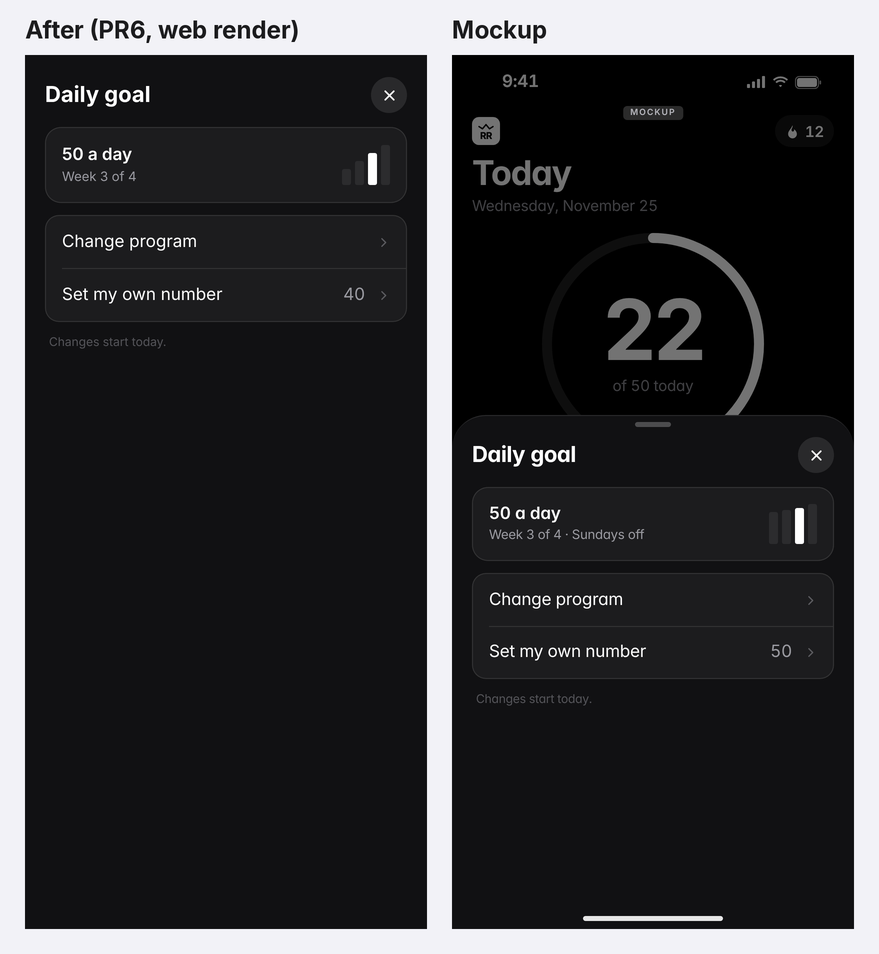 After (PR6, web render)
Daily goal
50 a day
Week 3 of 4
Change program
Set my own number 40
Changes start today.
Mockup
9:41
MOCKUP
RR
12
Today
Wednesday, November 25
22
of 50 today
Daily goal
50 a day
Week 3 of 4 · Sundays off
Change program
Set my own number 50
Changes start today.